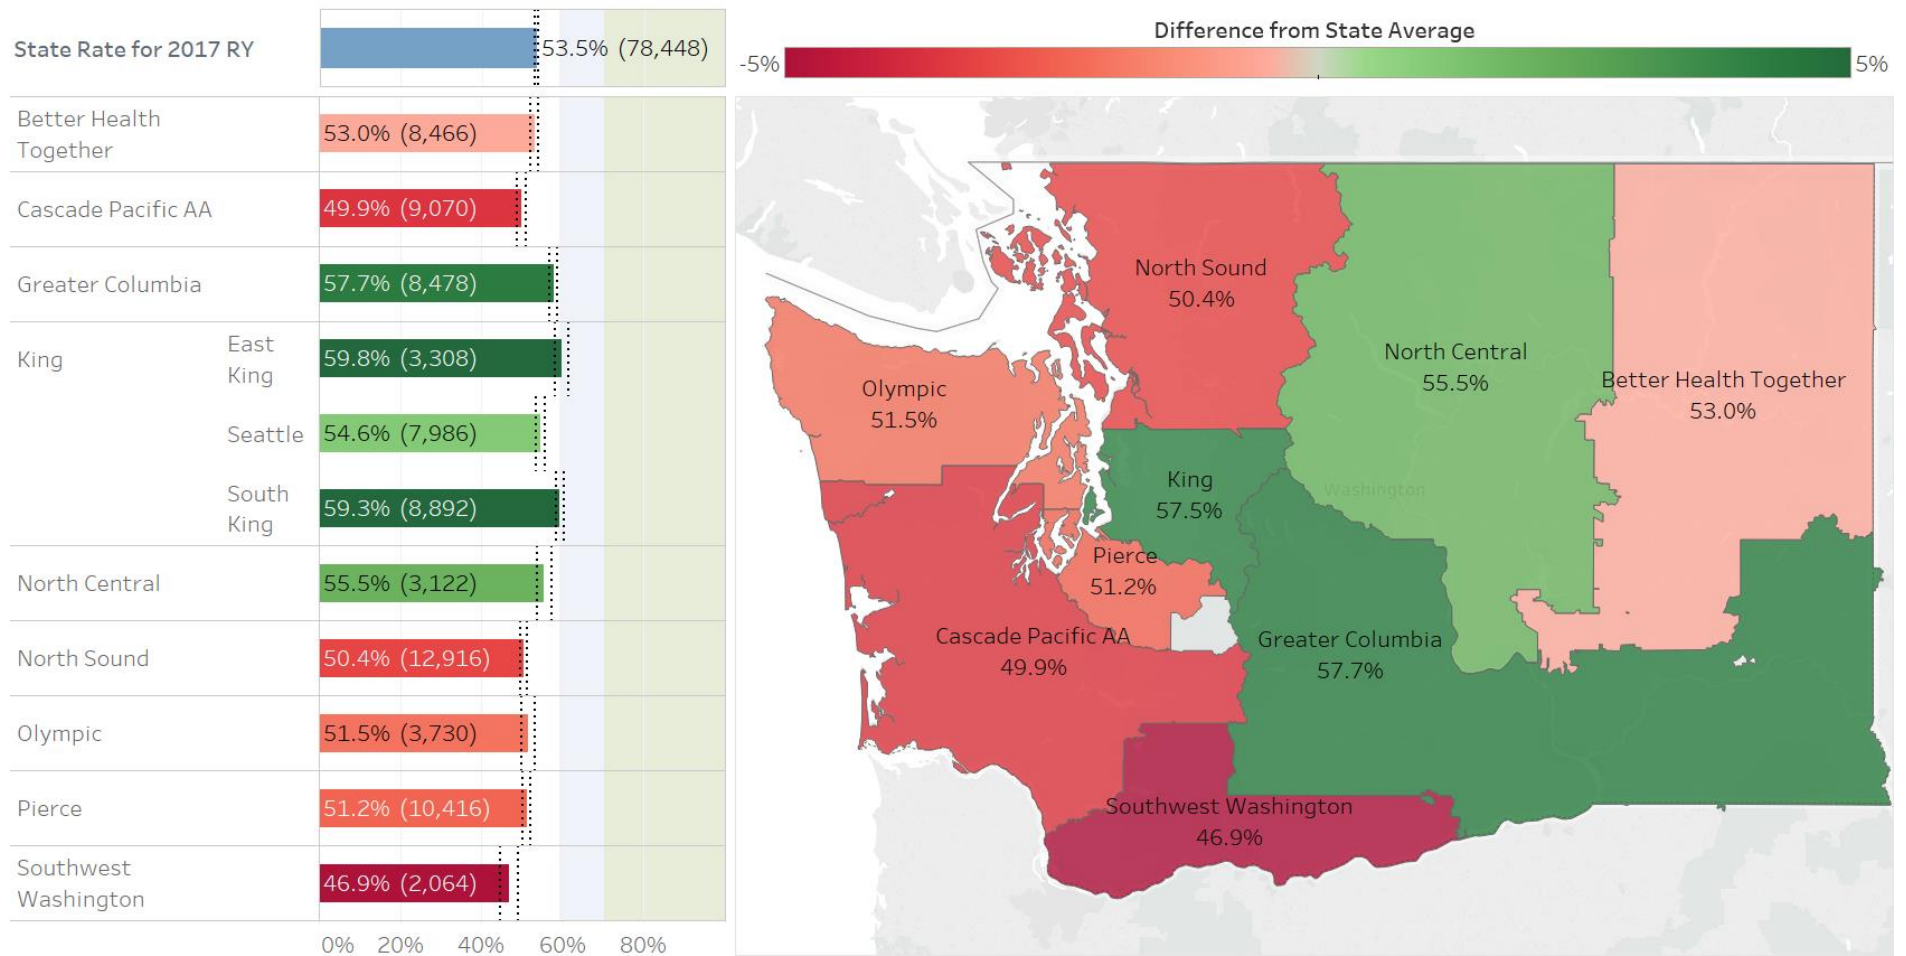 State Rate for 2017 RY
53.5% (78,448)
Better Health
Together
53.0% (8,466)
Cascade Pacific AA
49.9% (9,070)
Greater Columbia
57.7% (8,478)
King
East
King
59.8% (3,308)
Seattle
54.6% (7,986)
South
King
59.3% (8,892)
North Central
55.5% (3,122)
North Sound
50.4% (12,916)
Olympic
51.5% (3,730)
Pierce
51.2% (10,416)
Southwest
Washington
46.9% (2,064)
0% 20% 40% 60% 80%
Difference from State Average
-5%
5%
North Sound
50.4%
North Central
55.5%
Better Health Together
53.0%
Olympic
51.5%
King
57.5%
Washington
Pierce
51.2%
Cascade Pacific AA
49.9%
Greater Columbia
57.7%
Southwest Washington
46.9%